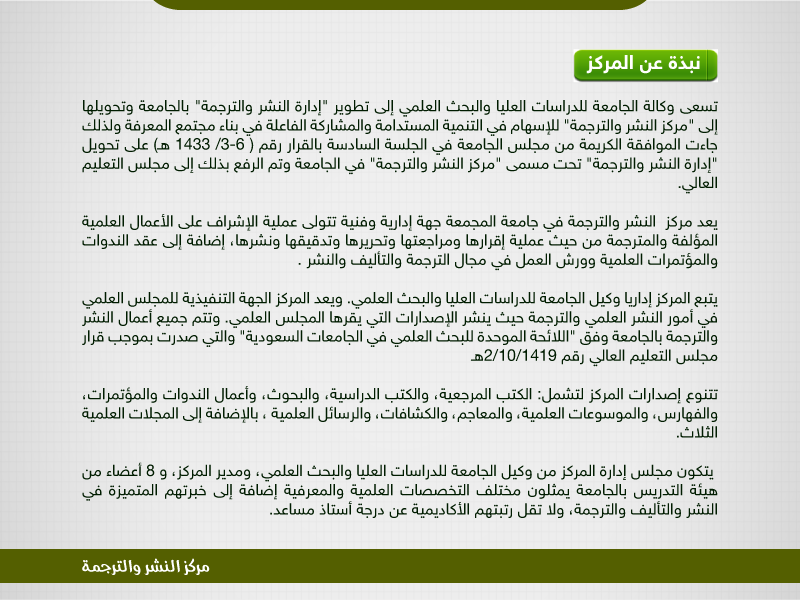 نبذة عن المركز
تسعى وكالة الجامعة للدراسات العليا والبحث العلمي إلى تطوير "إدارة النشر والترجمة" بالجامعة وتحويلها
إلى "مركز النشر والترجمة" للإسهام في التنمية المستدامة والمشاركة الفاعلة في بناء مجتمع المعرفة ولذلك
جاءت الموافقة الكريمة من مجلس الجامعة في الجلسة السادسة بالقرار رقم ( 6-3/ 1433 هـ) على تحويل
"إدارة النشر والترجمة" تحت مسمى "مركز النشر والترجمة" في الجامعة وتم الرفع بذلك إلى مجلس التعليم
العالي.
يعد مركز النشر والترجمة في جامعة المجمعة جهة إدارية وفنية تتولى عملية الإشراف على الأعمال العلمية
المؤلفة والمترجمة من حيث عملية إقرارها ومراجعتها وتحريرها وتدقيقها ونشرها، إضافة إلى عقد الندوات
والمؤتمرات العلمية وورش العمل في مجال الترجمة والتأليف والنشر .
يتبع المركز إداريا وكيل الجامعة للدراسات العليا والبحث العلمي. ويعد المركز الجهة التنفيذية للمجلس العلمي
في أمور النشر العلمي والترجمة حيث ينشر الإصدارات التي يقرها المجلس العلمي. وتتم جميع أعمال النشر
والترجمة بالجامعة وفق "اللائحة الموحدة للبحث العلمي في الجامعات السعودية" والتي صدرت بموجب قرار
مجلس التعليم العالي رقم 2/10/1419هـ
تتنوع إصدارات المركز لتشمل: الكتب المرجعية، والكتب الدراسية، والبحوث، وأعمال الندوات والمؤتمرات،
والفهارس، والموسوعات العلمية، والمعاجم، والكشافات، والرسائل العلمية ، بالإضافة إلى المجلات العلمية
الثلاث.
يتكون مجلس إدارة المركز من وكيل الجامعة للدراسات العليا والبحث العلمي، ومدير المركز، و 8 أعضاء من
هيئة التدريس بالجامعة يمثلون مختلف التخصصات العلمية والمعرفية إضافة إلى خبرتهم المتميزة في
النشر والتأليف والترجمة، ولا تقل رتبتهم الأكاديمية عن درجة أستاذ مساعد.
مركز النشر والترجمة